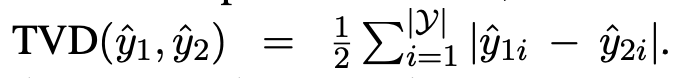 TVD(ŷ₁, ŷ₂) = ½ ∑_{i=1}^{|𝒴|} |ŷ₁ᵢ − ŷ₂ᵢ|.